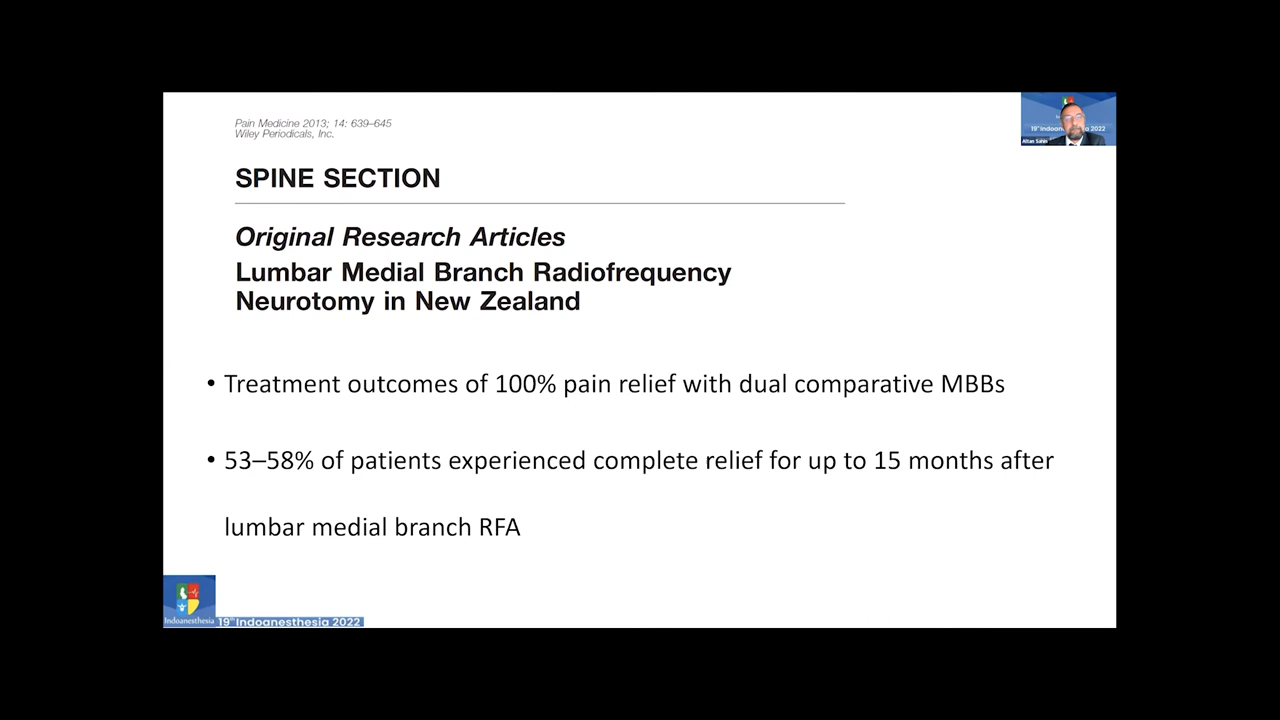 Pain Medicine 2013; 14: 639–645
Wiley Periodicals, Inc.
19th Indoanesthesia 2022
Altan Sahin
SPINE SECTION
Original Research Articles
Lumbar Medial Branch Radiofrequency
Neurotomy in New Zealand
• Treatment outcomes of 100% pain relief with dual comparative MBBs
• 53–58% of patients experienced complete relief for up to 15 months after
lumbar medial branch RFA
Indoanesthesia
19th Indoanesthesia 2022